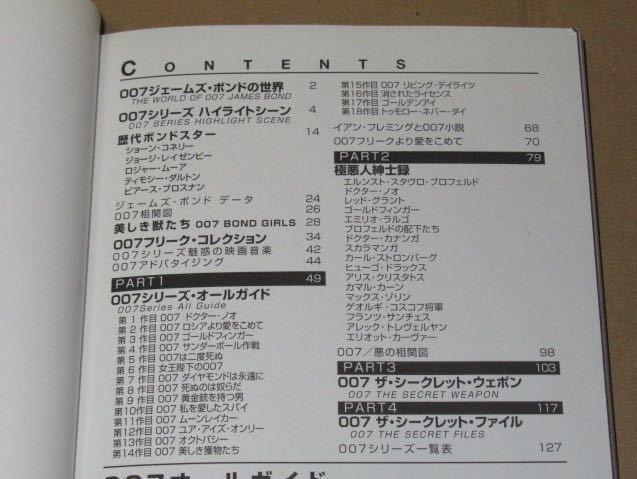 CONTENTS
007ジェームズ・ボンドの世界 2
THE WORLD OF 007 JAMES BOND
007シリーズ ハイライトシーン 4
007 SERIES HIGHLIGHT SCENE
歴代ボンドスター 14
ショーン・コネリー
ジョージ・レイゼンビー
ロジャー・ムーア
ティモシー・ダルトン
ピアース・ブロスナン
ジェームズ・ボンド データ 24
007相関図 26
美しき獣たち 007 BOND GIRLS 28
007フリーク・コレクション 34
007シリーズ魅惑の映画音楽 42
007アドバタイジング 44
PART1 49
007シリーズ・オールガイド
007Series All Guide
第 1 作目 007 ドクター・ノオ
第 2 作目 007 ロシアより愛をこめて
第 3 作目 007 ゴールドフィンガー
第 4 作目 007 サンダーボール作戦
第 5 作目 007は二度死ぬ
第 6 作目 女王陛下の007
第 7 作目 007 ダイヤモンドは永遠に
第 8 作目 007 死ぬのは奴らだ
第 9 作目 007 黄金銃を持つ男
第10作目 007 私を愛したスパイ
第11作目 007 ムーンレイカー
第12作目 007 ユア・アイズ・オンリー
第13作目 007 オクトパシー
第14作目 007 美しき獲物たち
第15作目 007 リビング・デイライツ
第16作目 消されたライセンス
第17作目 ゴールデンアイ
第18作目 トゥモロー・ネバー・ダイ
イアン・フレミングと007小説 68
007フリークより愛をこめて 70
PART2 79
極悪人紳士録
エルンスト・スタヴロ・プロフェルド
ドクター・ノオ
レッド・グラント
ゴールドフィンガー
エミリオ・ラルゴ
プロフェルドの配下たち
ドクター・カナンガ
スカラマンガ
カール・ストロンバーグ
ヒューゴ・ドラックス
アリス・クリスタトス
カマル・カーン
マックス・ゾリン
ゲオルギ・コスコフ将軍
フランツ・サンチェス
アレック・トレヴェルヤン
エリオット・カーヴァー
007／悪の相関図 98
PART3 103
007 ザ・シークレット・ウェポン
007 THE SECRET WEAPON
PART4 117
007 ザ・シークレット・ファイル
007 THE SECRET FILES
007シリーズ一覧表 127
007オールガイド